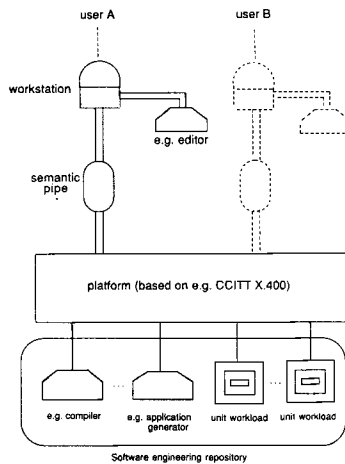 user A
user B
workstation
e.g. editor
semantic
pipe
platform (based on e.g. CCITT X.400)
e.g. compiler
e.g. application
generator
unit workload
unit workload
Software engineering repository